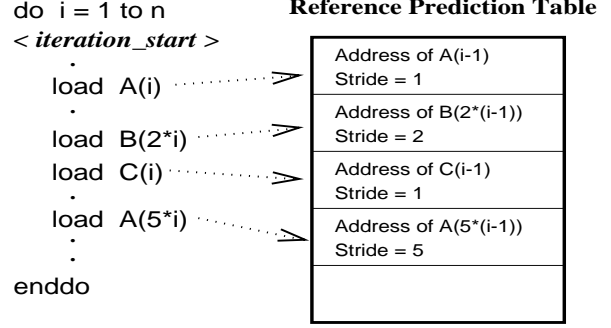 do i = 1 to n
< iteration_start >
.
load A(i)
.
load B(2*i)
load C(i)
.
load A(5*i)
.
.
enddo
Reference Prediction Table
Address of A(i-1)
Stride = 1
Address of B(2*(i-1))
Stride = 2
Address of C(i-1)
Stride = 1
Address of A(5*(i-1))
Stride = 5